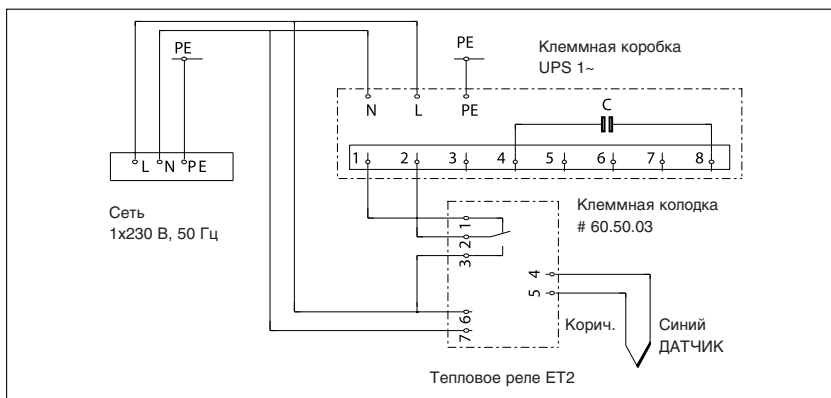 PE
PE
Клеммная коробка
UPS 1~
N L PE
C
1 2 3 4 5 6 7 8
L N PE
Сеть
1x230 В, 50 Гц
Клеммная колодка
# 60.50.03
1
2
3
4
5
6
7
Корич.
Синий
ДАТЧИК
Тепловое реле ET2